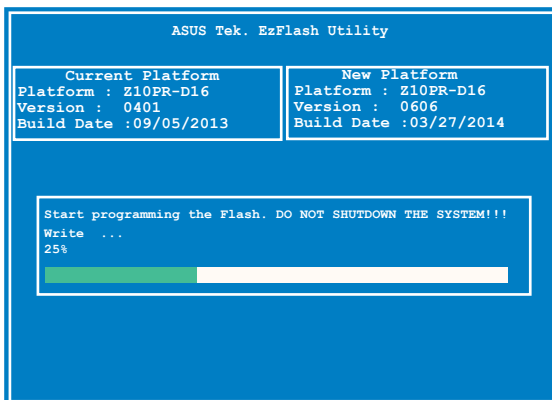 ASUS Tek. EzFlash Utility
Current Platform
Platform : Z10PR-D16
Version : 0401
Build Date :09/05/2013
New Platform
Platform : Z10PR-D16
Version : 0606
Build Date :03/27/2014
Start programming the Flash. DO NOT SHUTDOWN THE SYSTEM!!!
Write ...
25%